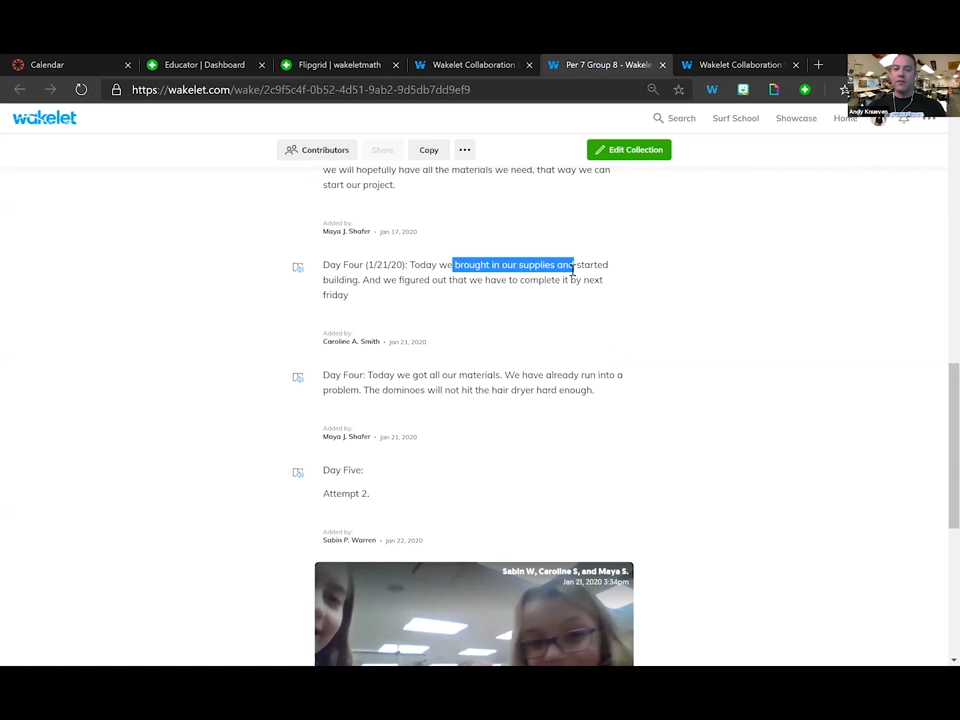 Calendar
Educator | Dashboard
Flipgrid | wakeletmath
Wakelet Collaboration
Per 7 Group 8 - Wakele
Wakelet Collaboration
https://wakelet.com/wake/2c9f5c4f-0b52-4d51-9ab2-9d5db7dd9ef9
Andy Knueven
wakelet
Search
Surf School
Showcase
Home
Contributors
Share
Copy
Edit Collection
we will hopefully have all the materials we need, that way we can
start our project.
Added by:
Maya J. Shafer • Jan 17, 2020
Day Four (1/21/20): Today we brought in our supplies and started
building. And we figured out that we have to complete it by next
friday
Added by:
Caroline A. Smith • Jan 21, 2020
Day Four: Today we got all our materials. We have already run into a
problem. The dominoes will not hit the hair dryer hard enough.
Added by:
Maya J. Shafer • Jan 21, 2020
Day Five:
Attempt 2.
Added by:
Sabin P. Warren • Jan 22, 2020
Sabin W, Caroline S, and Maya S.
Jan 21, 2020 3:34pm